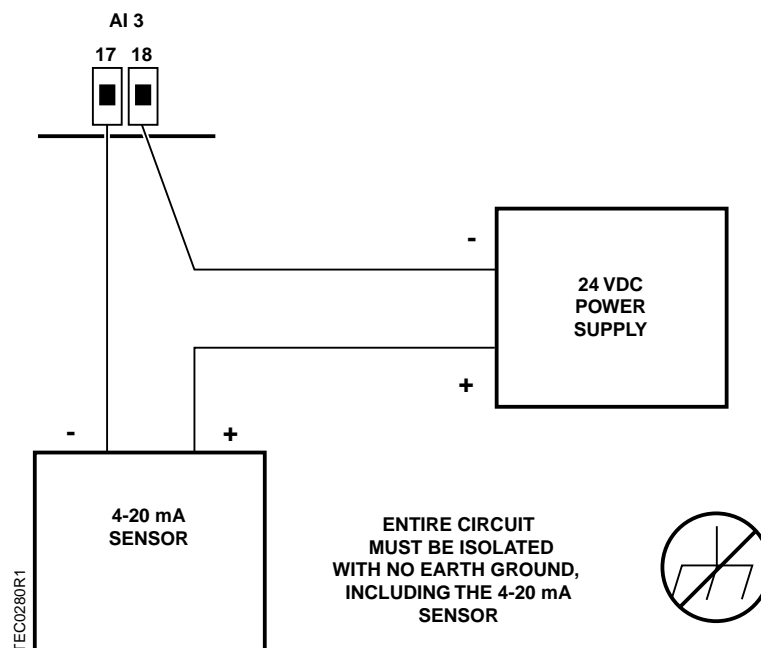 AI 3
17 18
-
24 VDC
POWER
SUPPLY
+
- +
4-20 mA
SENSOR
ENTIRE CIRCUIT
MUST BE ISOLATED
WITH NO EARTH GROUND,
INCLUDING THE 4-20 mA
SENSOR
TEC0280R1